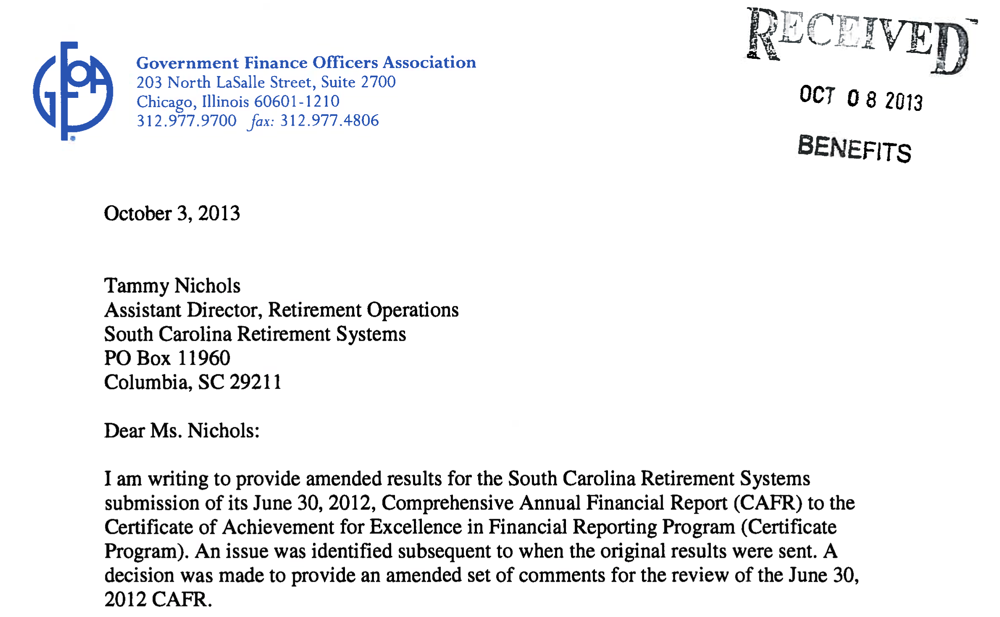 GFOA
Government Finance Officers Association
203 North LaSalle Street, Suite 2700
Chicago, Illinois 60601-1210
312.977.9700 fax: 312.977.4806
RECEIVED
OCT 08 2013
BENEFITS
October 3, 2013
Tammy Nichols
Assistant Director, Retirement Operations
South Carolina Retirement Systems
PO Box 11960
Columbia, SC 29211
Dear Ms. Nichols:
I am writing to provide amended results for the South Carolina Retirement Systems
submission of its June 30, 2012, Comprehensive Annual Financial Report (CAFR) to the
Certificate of Achievement for Excellence in Financial Reporting Program (Certificate
Program). An issue was identified subsequent to when the original results were sent. A
decision was made to provide an amended set of comments for the review of the June 30,
2012 CAFR.